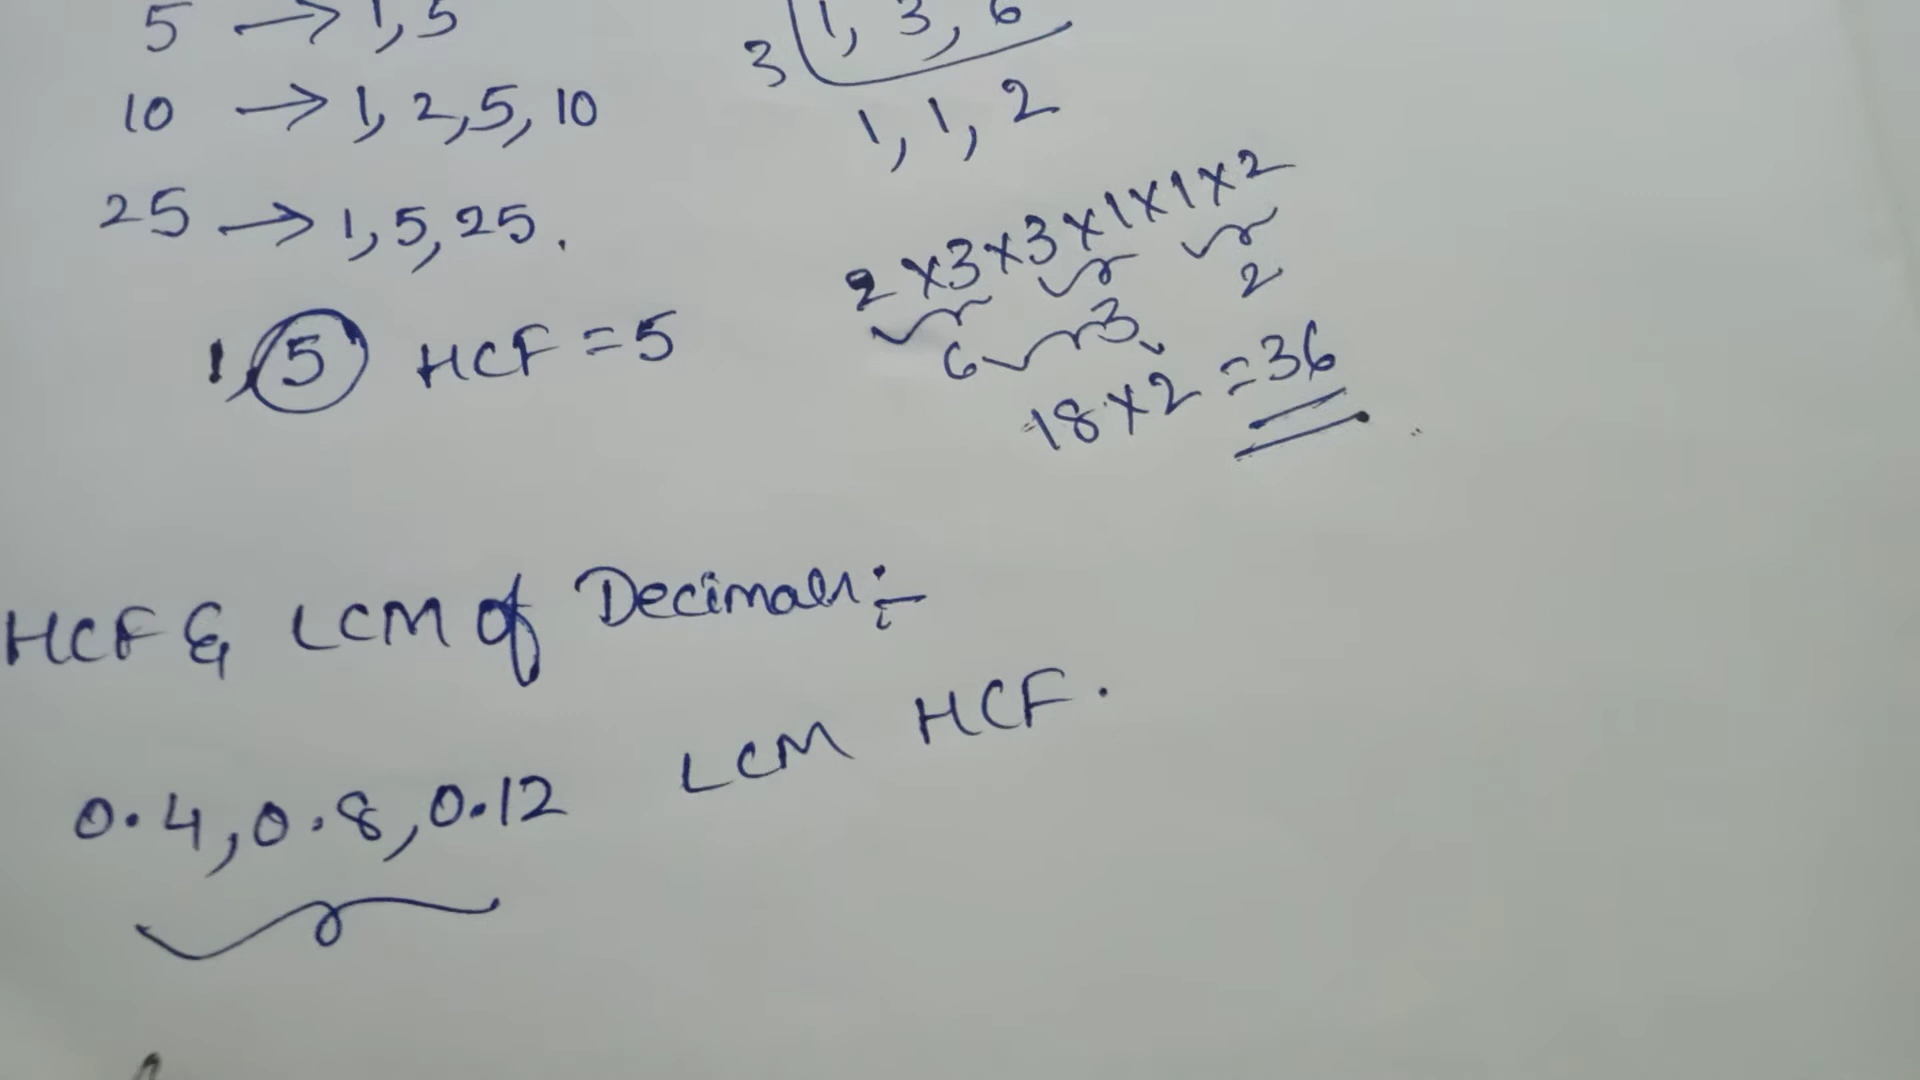 5 → 1, 5
10 → 1, 2, 5, 10
25 → 1, 5, 25.
1, 5 HCF = 5
3 1, 3, 6
1, 1, 2
2 × 3 × 3 × 1 × 1 × 2
6 3 2
18 × 2 = 36
HCF & LCM of Decimals :-
0.4, 0.8, 0.12 LCM HCF.